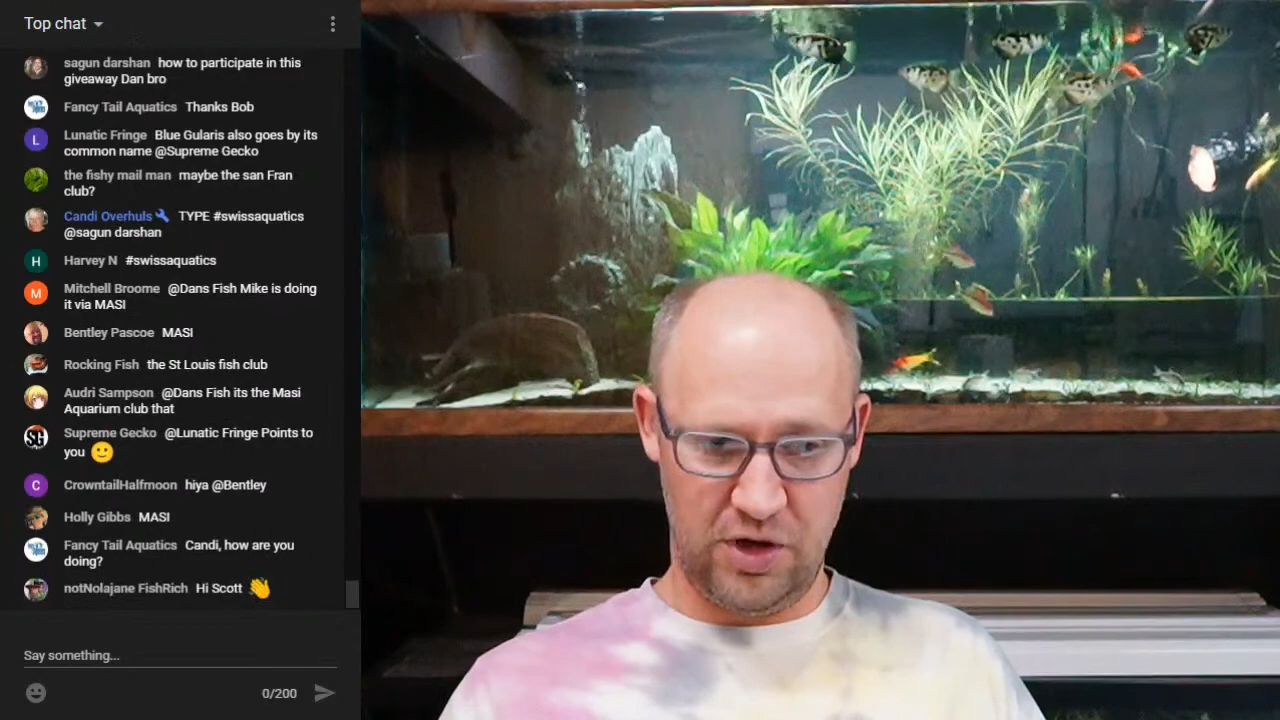 Top chat
sagun darshan how to participate in this
giveaway Dan bro
Fancy Tail Aquatics Thanks Bob
L Lunatic Fringe Blue Gularis also goes by its
common name @Supreme Gecko
the fishy mail man maybe the san Fran
club?
Candi Overhuls TYPE #swissaquatics
@sagun darshan
H Harvey N #swissaquatics
M Mitchell Broome @Dans Fish Mike is doing
it via MASI
Bentley Pascoe MASI
Rocking Fish the St Louis fish club
Audri Sampson @Dans Fish its the Masi
Aquarium club that
SG Supreme Gecko @Lunatic Fringe Points to
you
C CrowntailHalfmoon hiya @Bentley
Holly Gibbs MASI
Fancy Tail Aquatics Candi, how are you
doing?
notNolajane FishRich Hi Scott
Say something...
0/200